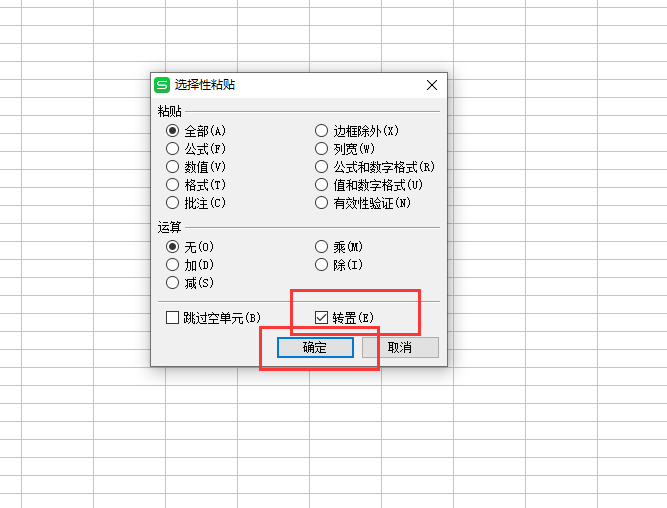 选择性粘贴
粘贴
全部(A) 边框除外(X)
公式(F) 列宽(W)
数值(V) 公式和数字格式(R)
格式(T) 值和数字格式(U)
批注(C) 有效性验证(N)
运算
无(O) 乘(M)
加(D) 除(I)
减(S)
跳过空单元(B) 转置(E)
确定 取消